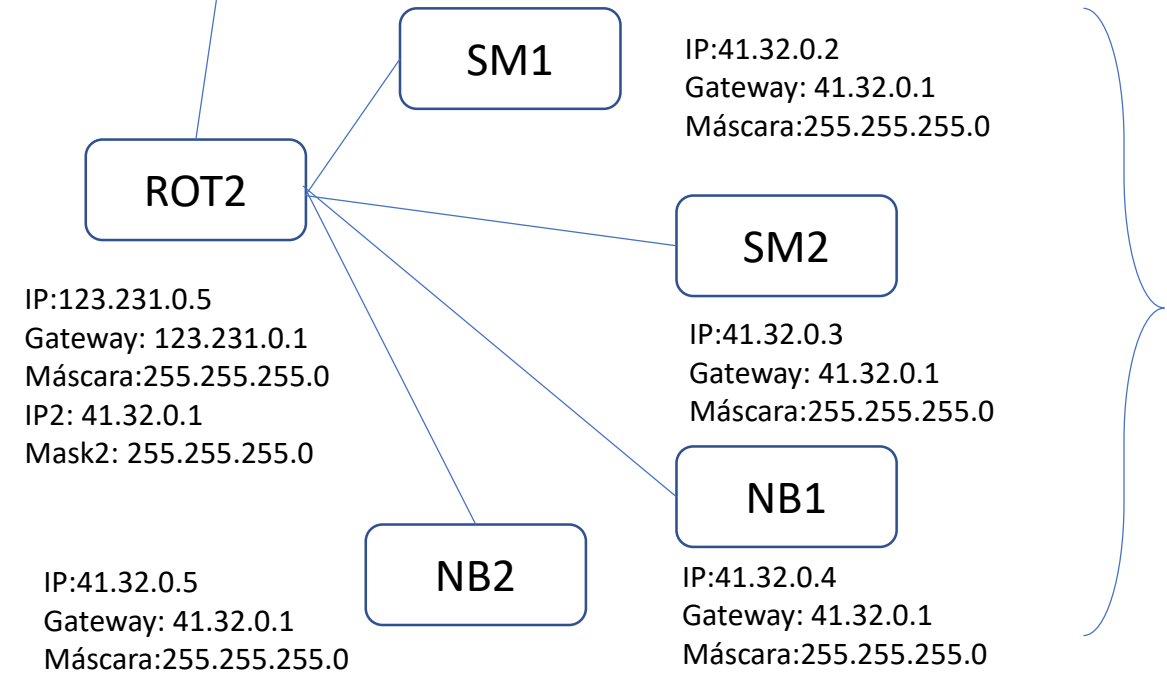 SM1
IP:41.32.0.2
Gateway: 41.32.0.1
Máscara:255.255.255.0
ROT2
IP:123.231.0.5
Gateway: 123.231.0.1
Máscara:255.255.255.0
IP2: 41.32.0.1
Mask2: 255.255.255.0
SM2
IP:41.32.0.3
Gateway: 41.32.0.1
Máscara:255.255.255.0
NB1
IP:41.32.0.4
Gateway: 41.32.0.1
Máscara:255.255.255.0
NB2
IP:41.32.0.5
Gateway: 41.32.0.1
Máscara:255.255.255.0